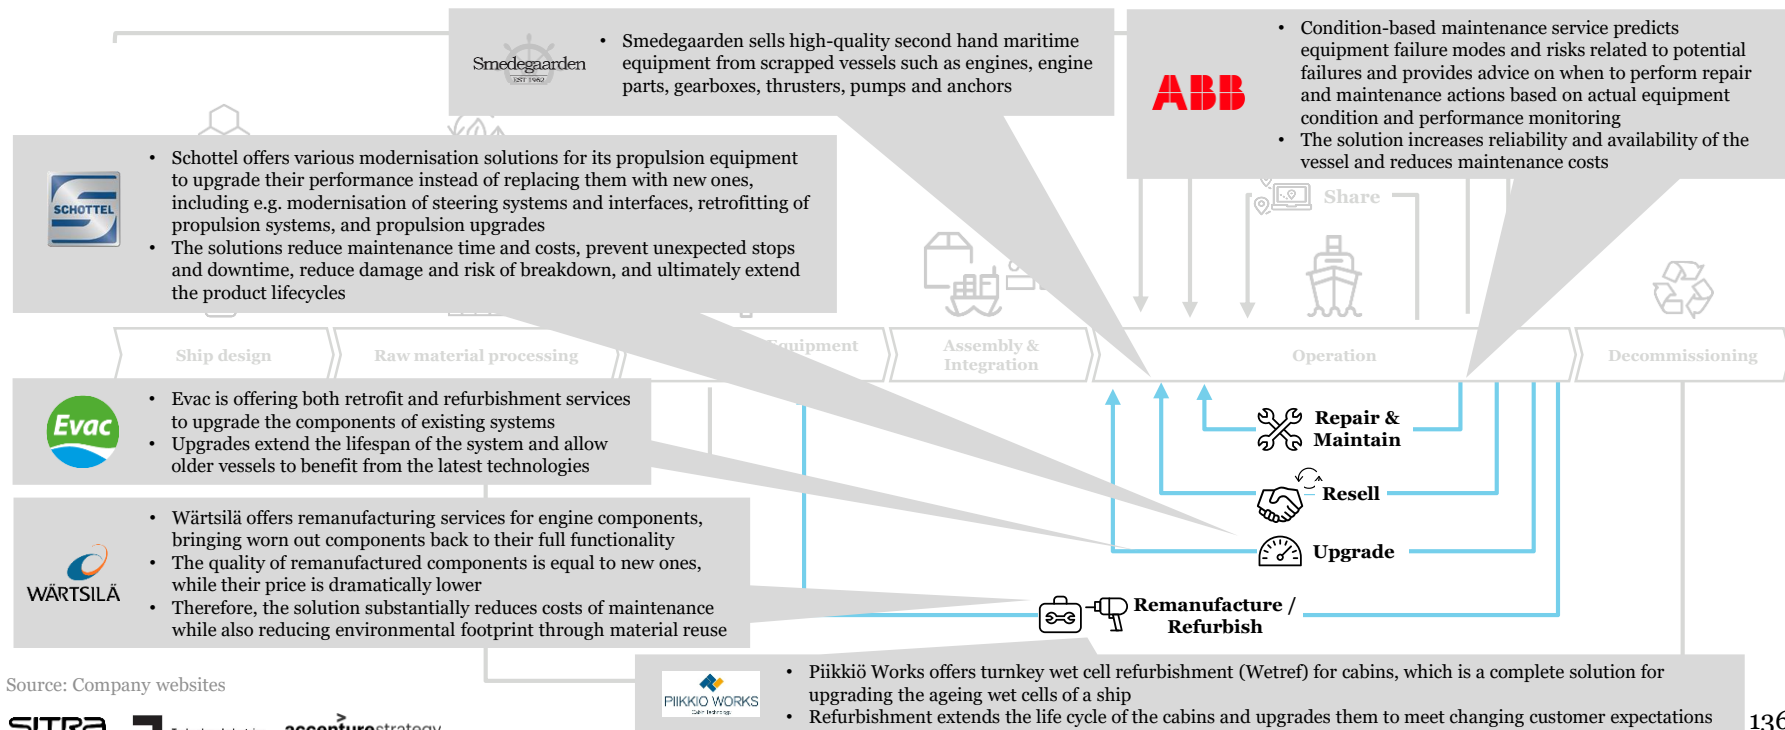 Smedegaarden
EST 1962
• Smedegaarden sells high-quality second hand maritime
equipment from scrapped vessels such as engines, engine
parts, gearboxes, thrusters, pumps and anchors
ABB
• Condition-based maintenance service predicts
equipment failure modes and risks related to potential
failures and provides advice on when to perform repair
and maintenance actions based on actual equipment
condition and performance monitoring
• The solution increases reliability and availability of the
vessel and reduces maintenance costs
SCHOTTEL
• Schottel offers various modernisation solutions for its propulsion equipment
to upgrade their performance instead of replacing them with new ones,
including e.g. modernisation of steering systems and interfaces, retrofitting of
propulsion systems, and propulsion upgrades
• The solutions reduce maintenance time and costs, prevent unexpected stops
and downtime, reduce damage and risk of breakdown, and ultimately extend
the product lifecycles
Share
Ship design
Raw material processing
Equipment
Assembly &
Integration
Operation
Decommissioning
Evac
• Evac is offering both retrofit and refurbishment services
to upgrade the components of existing systems
• Upgrades extend the lifespan of the system and allow
older vessels to benefit from the latest technologies
Repair &
Maintain
Resell
Upgrade
Remanufacture /
Refurbish
WÄRTSILÄ
• Wärtsilä offers remanufacturing services for engine components,
bringing worn out components back to their full functionality
• The quality of remanufactured components is equal to new ones,
while their price is dramatically lower
• Therefore, the solution substantially reduces costs of maintenance
while also reducing environmental footprint through material reuse
PIIKKIO WORKS
Cabin Technology
• Piikkiö Works offers turnkey wet cell refurbishment (Wetref) for cabins, which is a complete solution for
upgrading the ageing wet cells of a ship
• Refurbishment extends the life cycle of the cabins and upgrades them to meet changing customer expectations
Source: Company websites
SITRA
accenturestrategy
136